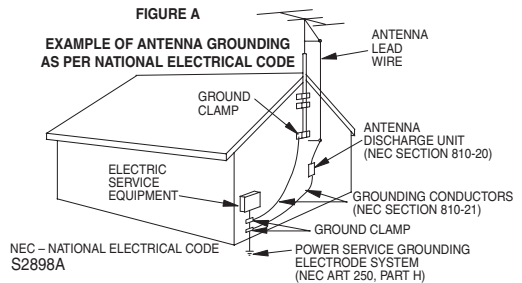 FIGURE A
EXAMPLE OF ANTENNA GROUNDING
AS PER NATIONAL ELECTRICAL CODE
ANTENNA
LEAD
WIRE
GROUND
CLAMP
ANTENNA
DISCHARGE UNIT
(NEC SECTION 810-20)
ELECTRIC
SERVICE
EQUIPMENT
GROUNDING CONDUCTORS
(NEC SECTION 810-21)
GROUND CLAMP
NEC – NATIONAL ELECTRICAL CODE
S2898A
POWER SERVICE GROUNDING
ELECTRODE SYSTEM
(NEC ART 250, PART H)